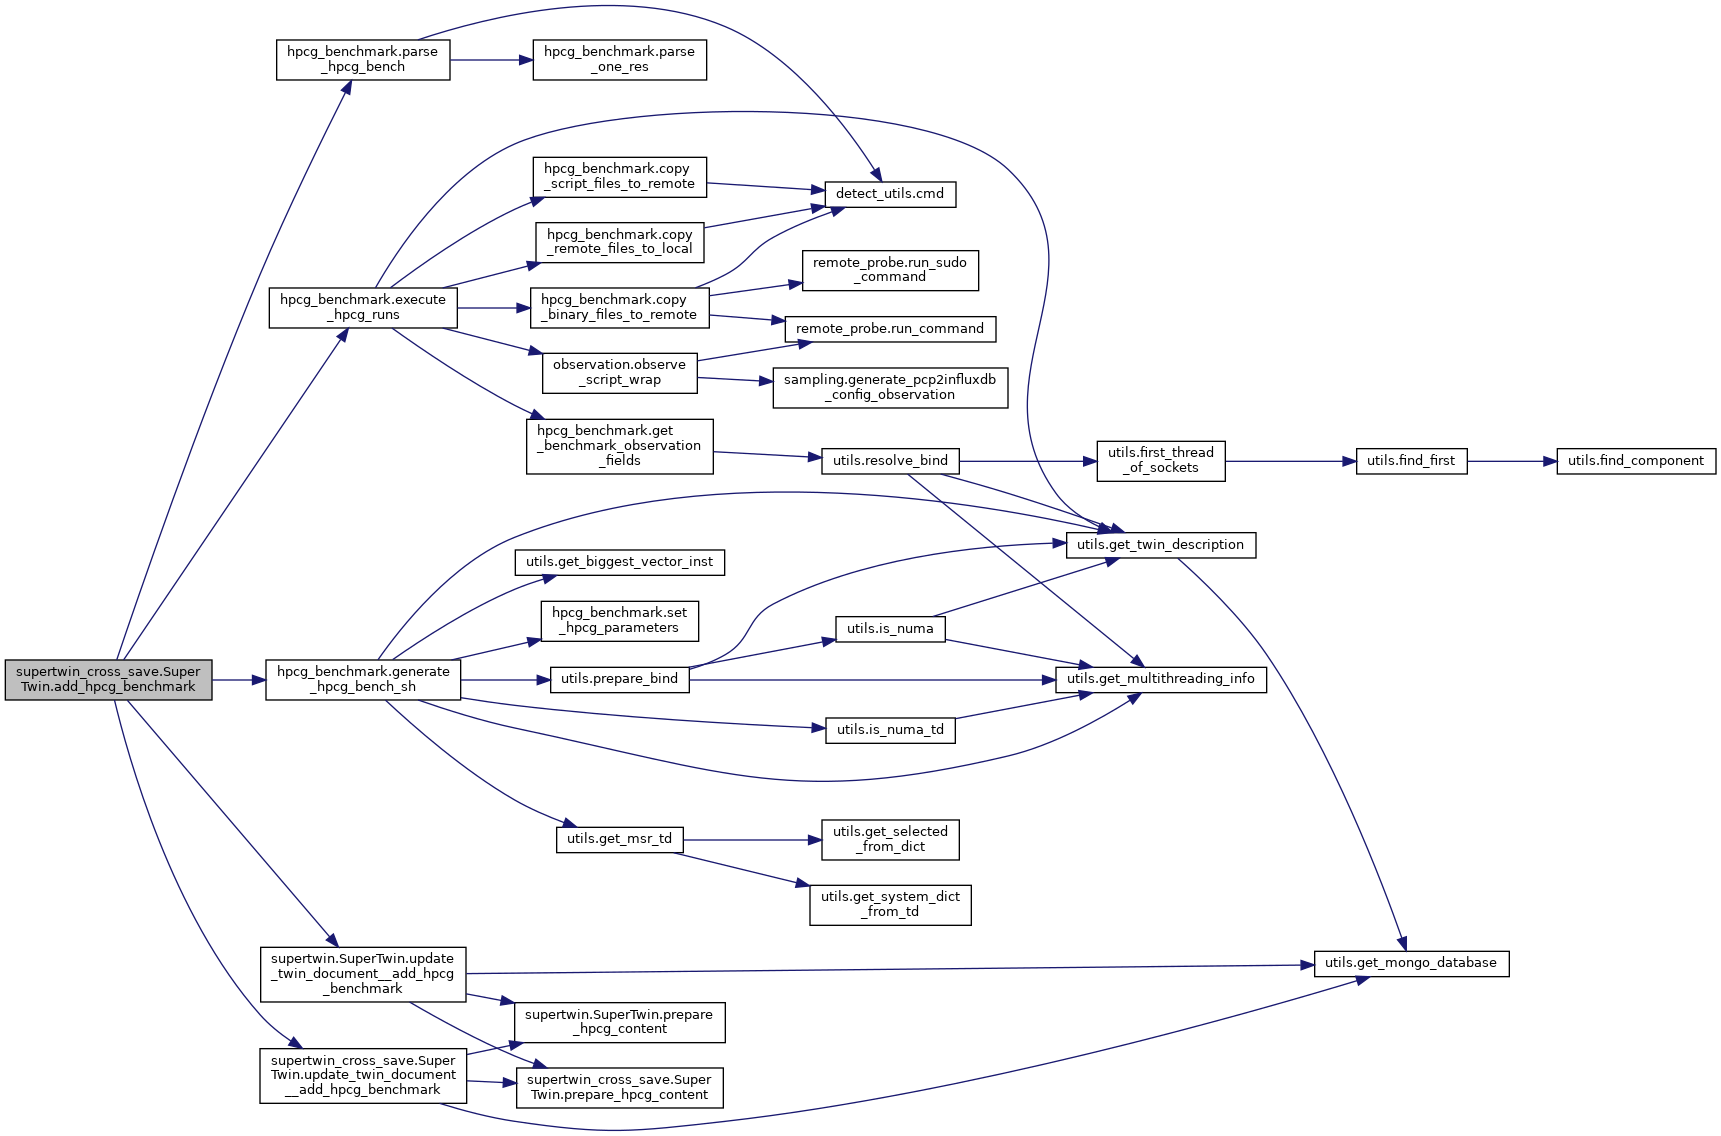 hpcg_benchmark.parse
_hpcg_bench
hpcg_benchmark.parse
_one_res
hpcg_benchmark.copy
_script_files_to_remote
detect_utils.cmd
hpcg_benchmark.copy
_remote_files_to_local
remote_probe.run_sudo
_command
hpcg_benchmark.execute
_hpcg_runs
hpcg_benchmark.copy
_binary_files_to_remote
remote_probe.run_command
observation.observe
_script_wrap
sampling.generate_pcp2influxdb
_config_observation
hpcg_benchmark.get
_benchmark_observation
_fields
utils.resolve_bind
utils.first_thread
_of_sockets
utils.find_first
utils.find_component
utils.get_twin_description
utils.get_biggest_vector_inst
hpcg_benchmark.set
_hpcg_parameters
utils.is_numa
supertwin_cross_save.Super
Twin.add_hpcg_benchmark
hpcg_benchmark.generate
_hpcg_bench_sh
utils.prepare_bind
utils.get_multithreading_info
utils.is_numa_td
utils.get_msr_td
utils.get_selected
_from_dict
utils.get_system_dict
_from_td
supertwin.SuperTwin.update
_twin_document__add_hpcg
_benchmark
utils.get_mongo_database
supertwin.SuperTwin.prepare
_hpcg_content
supertwin_cross_save.Super
Twin.update_twin_document
__add_hpcg_benchmark
supertwin_cross_save.Super
Twin.prepare_hpcg_content